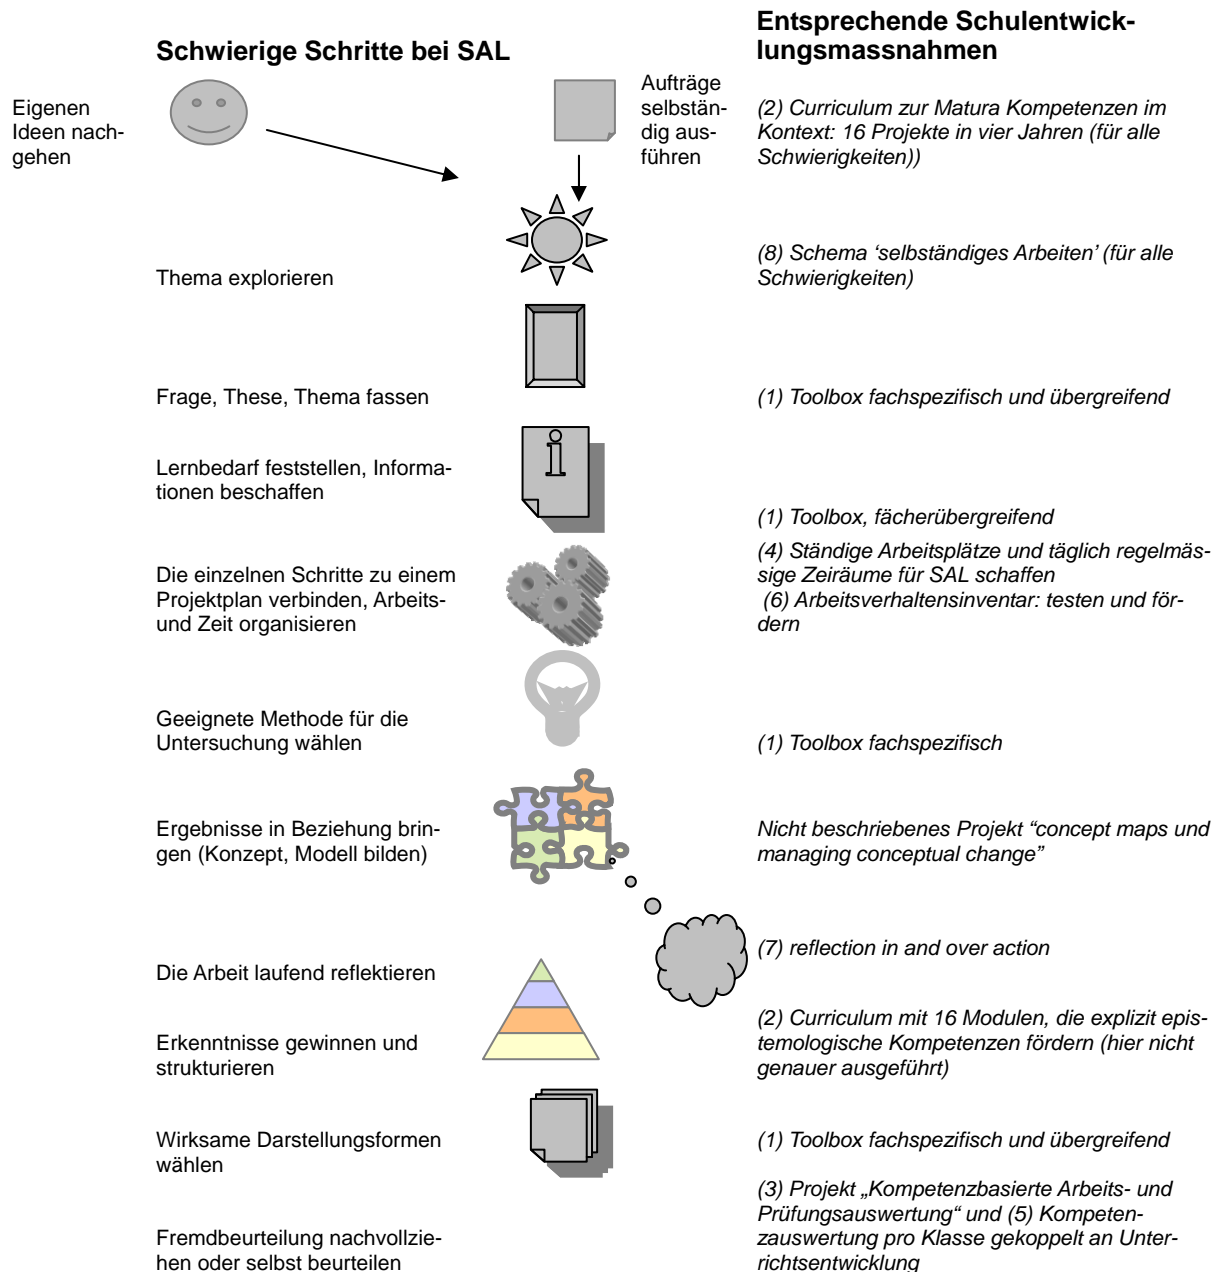 Schwierige Schritte bei SAL
Entsprechende Schulentwick-
lungsmassnahmen
Eigenen
Ideen nach-
gehen
Aufträge
selbstän-
dig aus-
führen
(2) Curriculum zur Matura Kompetenzen im
Kontext: 16 Projekte in vier Jahren (für alle
Schwierigkeiten))
Thema explorieren
(8) Schema ‘selbständiges Arbeiten’ (für alle
Schwierigkeiten)
Frage, These, Thema fassen
(1) Toolbox fachspezifisch und übergreifend
Lernbedarf feststellen, Informa-
tionen beschaffen
i
(1) Toolbox, fächerübergreifend
Die einzelnen Schritte zu einem
Projektplan verbinden, Arbeits-
und Zeit organisieren
(4) Ständige Arbeitsplätze und täglich regelmäs-
sige Zeiräume für SAL schaffen
(6) Arbeitsverhaltensinventar: testen und för-
dern
Geeignete Methode für die
Untersuchung wählen
(1) Toolbox fachspezifisch
Ergebnisse in Beziehung brin-
gen (Konzept, Modell bilden)
Nicht beschriebenes Projekt “concept maps und
managing conceptual change”
Die Arbeit laufend reflektieren
(7) reflection in and over action
Erkenntnisse gewinnen und
strukturieren
(2) Curriculum mit 16 Modulen, die explizit epis-
temologische Kompetenzen fördern (hier nicht
genauer ausgeführt)
Wirksame Darstellungsformen
wählen
(1) Toolbox fachspezifisch und übergreifend
Fremdbeurteilung nachvollzie-
hen oder selbst beurteilen
(3) Projekt „Kompetenzbasierte Arbeits- und
Prüfungsauswertung“ und (5) Kompeten-
zauswertung pro Klasse gekoppelt an Unter-
richtsentwicklung